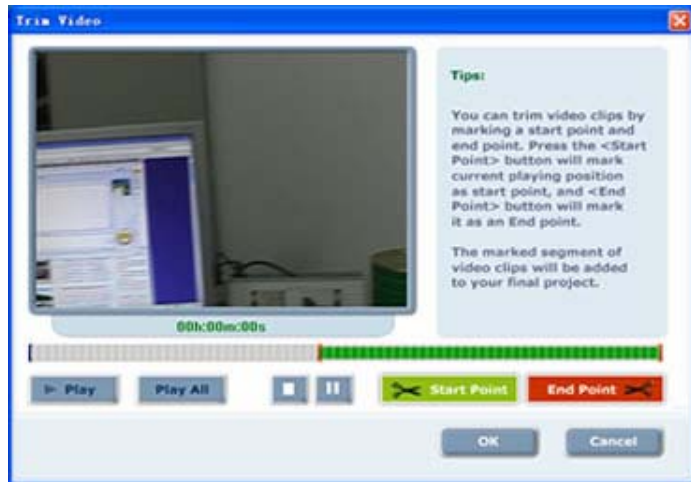 Trim Video
Tips:
You can trim video clips by
marking a start point and
end point. Press the <Start
Point> button will mark
current playing position
as start point, and <End
Point> button will mark
it as an End point.
The marked segment of
video clips will be added
to your final project.
00h:00m:00s
Play
Play All
Start Point
End Point
OK
Cancel